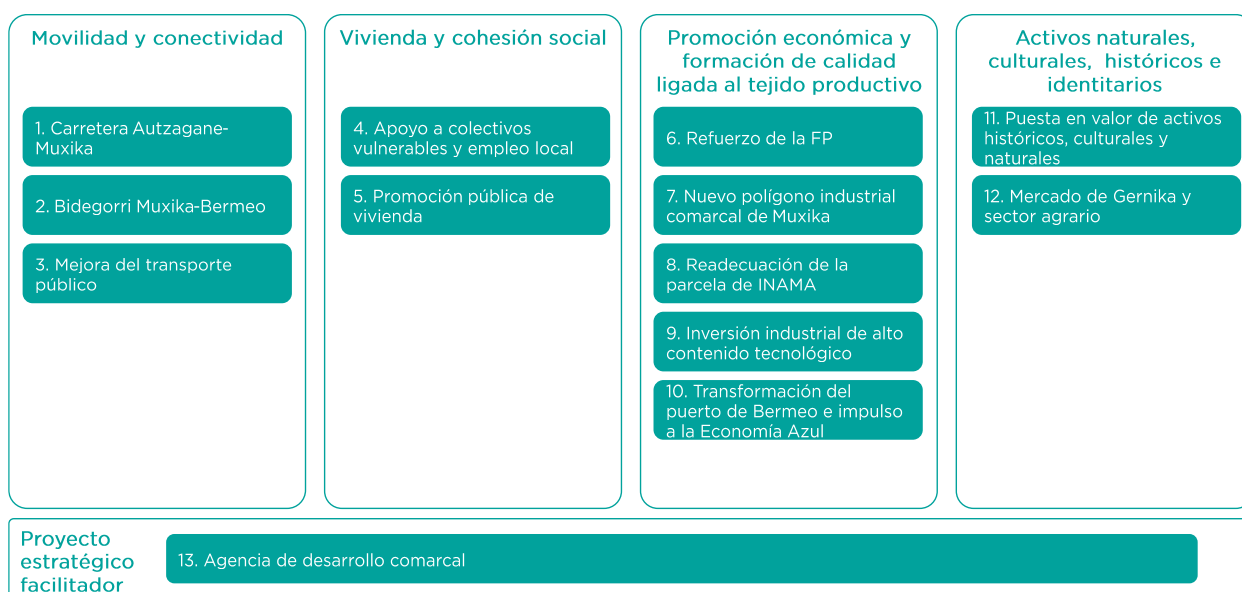 Movilidad y conectividad
1. Carretera Autzagane-
Muxika
2. Bidegorri Muxika-Bermeo
3. Mejora del transporte
público
Vivienda y cohesión social
4. Apoyo a colectivos
vulnerables y empleo local
5. Promoción pública de
vivienda
Promoción económica y
formación de calidad
ligada al tejido productivo
6. Refuerzo de la FP
7. Nuevo polígono industrial
comarcal de Muxika
8. Readecuación de la
parcela de INAMA
9. Inversión industrial de alto
contenido tecnológico
10. Transformación del
puerto de Bermeo e impulso
a la Economía Azul
Activos naturales,
culturales, históricos e
identitarios
11. Puesta en valor de activos
históricos, culturales y
naturales
12. Mercado de Gernika y
sector agrario
Proyecto
estratégico
facilitador
13. Agencia de desarrollo comarcal